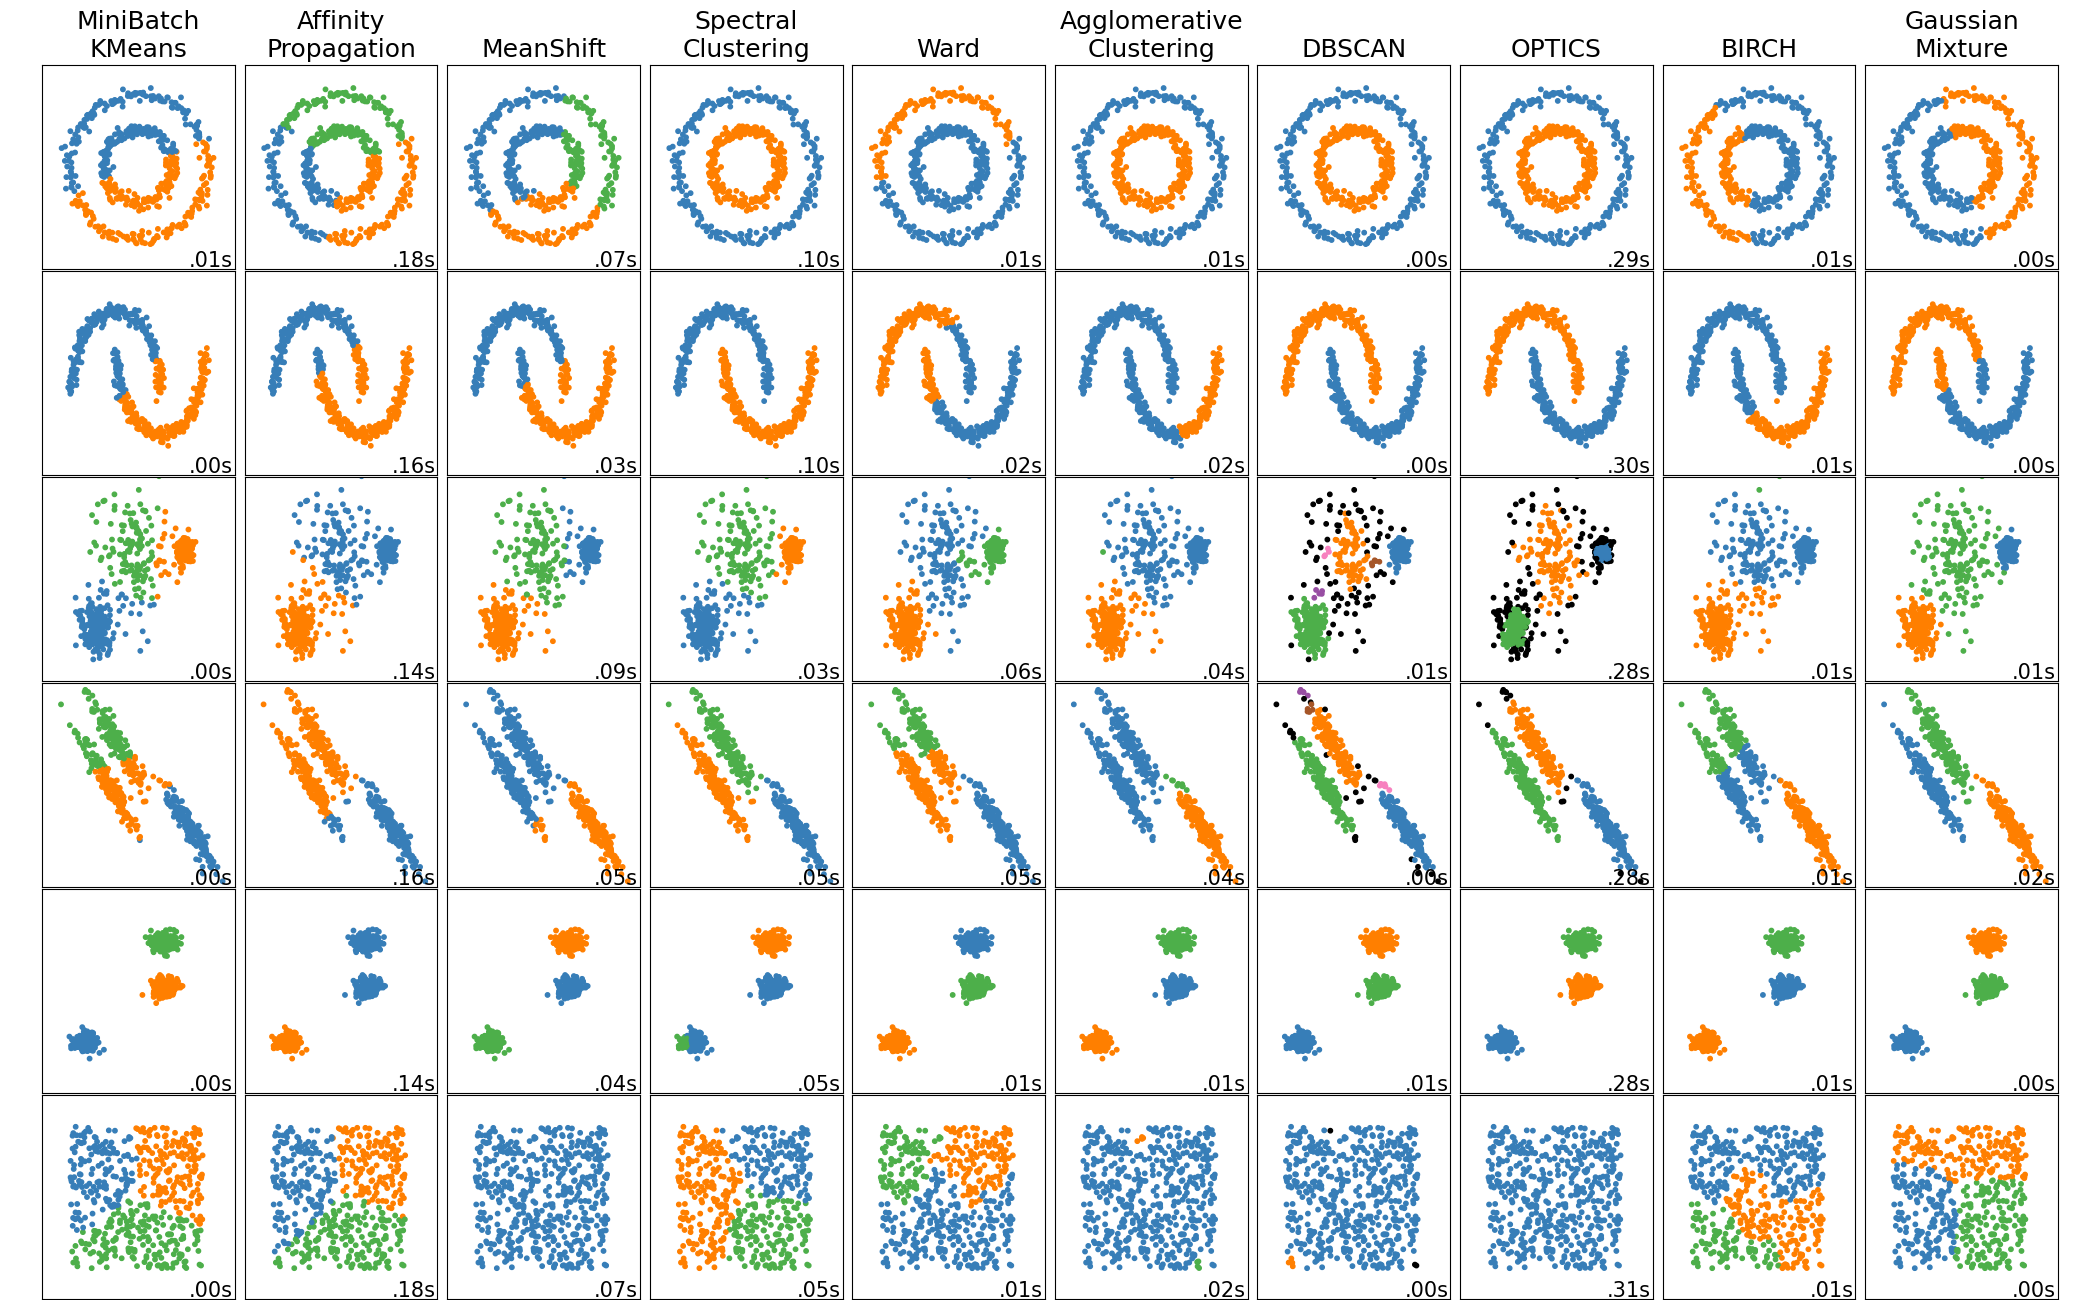 MiniBatch
KMeans
Affinity
Propagation
MeanShift
Spectral
Clustering
Ward
Agglomerative
Clustering
DBSCAN
OPTICS
BIRCH
Gaussian
Mixture
.01s
.18s
.07s
.10s
.01s
.01s
.00s
.29s
.01s
.00s
.00s
.16s
.03s
.10s
.02s
.02s
.00s
.30s
.01s
.00s
.00s
.14s
.09s
.03s
.06s
.04s
.01s
.28s
.01s
.01s
.00s
.16s
.05s
.05s
.05s
.04s
.00s
.28s
.01s
.02s
.00s
.14s
.04s
.05s
.01s
.01s
.01s
.28s
.01s
.00s
.00s
.18s
.07s
.05s
.01s
.02s
.00s
.31s
.01s
.00s